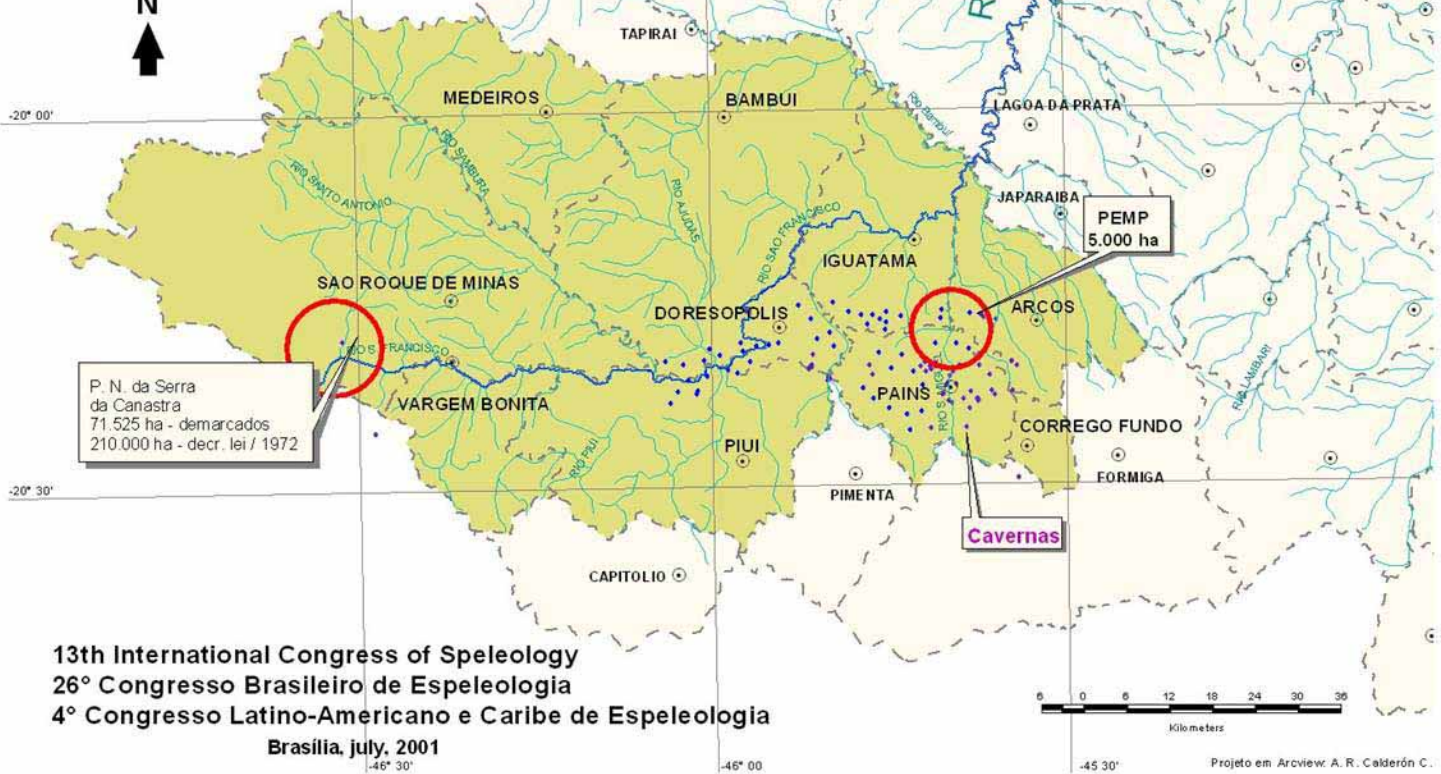 N
TAPIRAI
R
MEDEIROS
BAMBUI
Rio Bambuí
LAGOA DA PRATA
-20° 00'
RIO SAMBURA
RIO SANTO ANTONIO
RIO AJUDAS
RIO SAO FRANCISCO
JAPARAIBA
PEMP
5.000 ha
IGUATAMA
SAO ROQUE DE MINAS
DORESOPOLIS
ARCOS
RIO S. FRANCISCO
P. N. da Serra
da Canastra
71.525 ha - demarcados
210.000 ha - decr. lei / 1972
VARGEM BONITA
PAINS
RIO S. MIGUEL
RIO LAMBARI
CORREGO FUNDO
PIUI
RIO PIUI
FORMIGA
-20° 30'
PIMENTA
Cavernas
CAPITOLIO
13th International Congress of Speleology
26° Congresso Brasileiro de Espeleologia
4° Congresso Latino-Americano e Caribe de Espeleologia
Brasília, july, 2001
6 0 6 12 18 24 30 36
Kilometers
-46° 30'
-46° 00
-45 30'
Projeto em Arcview: A. R. Calderón C.